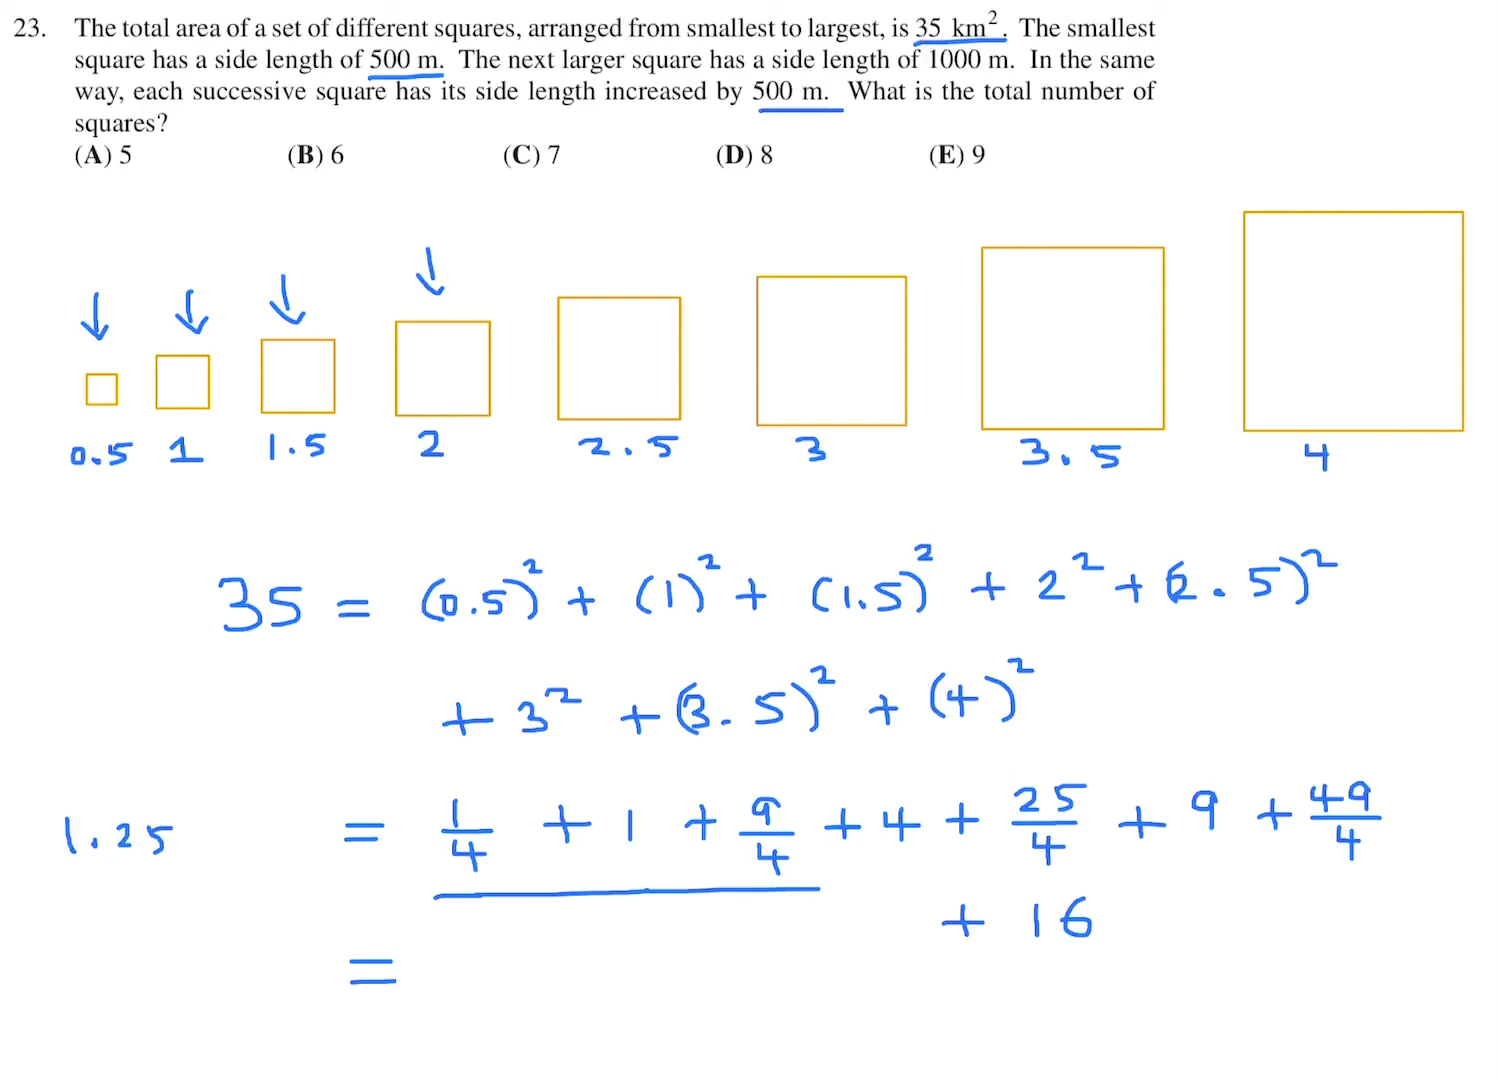 23. The total area of a set of different squares, arranged from smallest to largest, is 35 km². The smallest
square has a side length of 500 m. The next larger square has a side length of 1000 m. In the same
way, each successive square has its side length increased by 500 m. What is the total number of
squares?
(A) 5 (B) 6 (C) 7 (D) 8 (E) 9
0.5 1 1.5 2 2.5 3 3.5 4
35 = (0.5)² + (1)² + (1.5)² + 2² + (2.5)²
+ 3² + (3.5)² + (4)²
1.25 = 1/4 + 1 + 9/4 + 4 + 25/4 + 9 + 49/4
+ 16
=